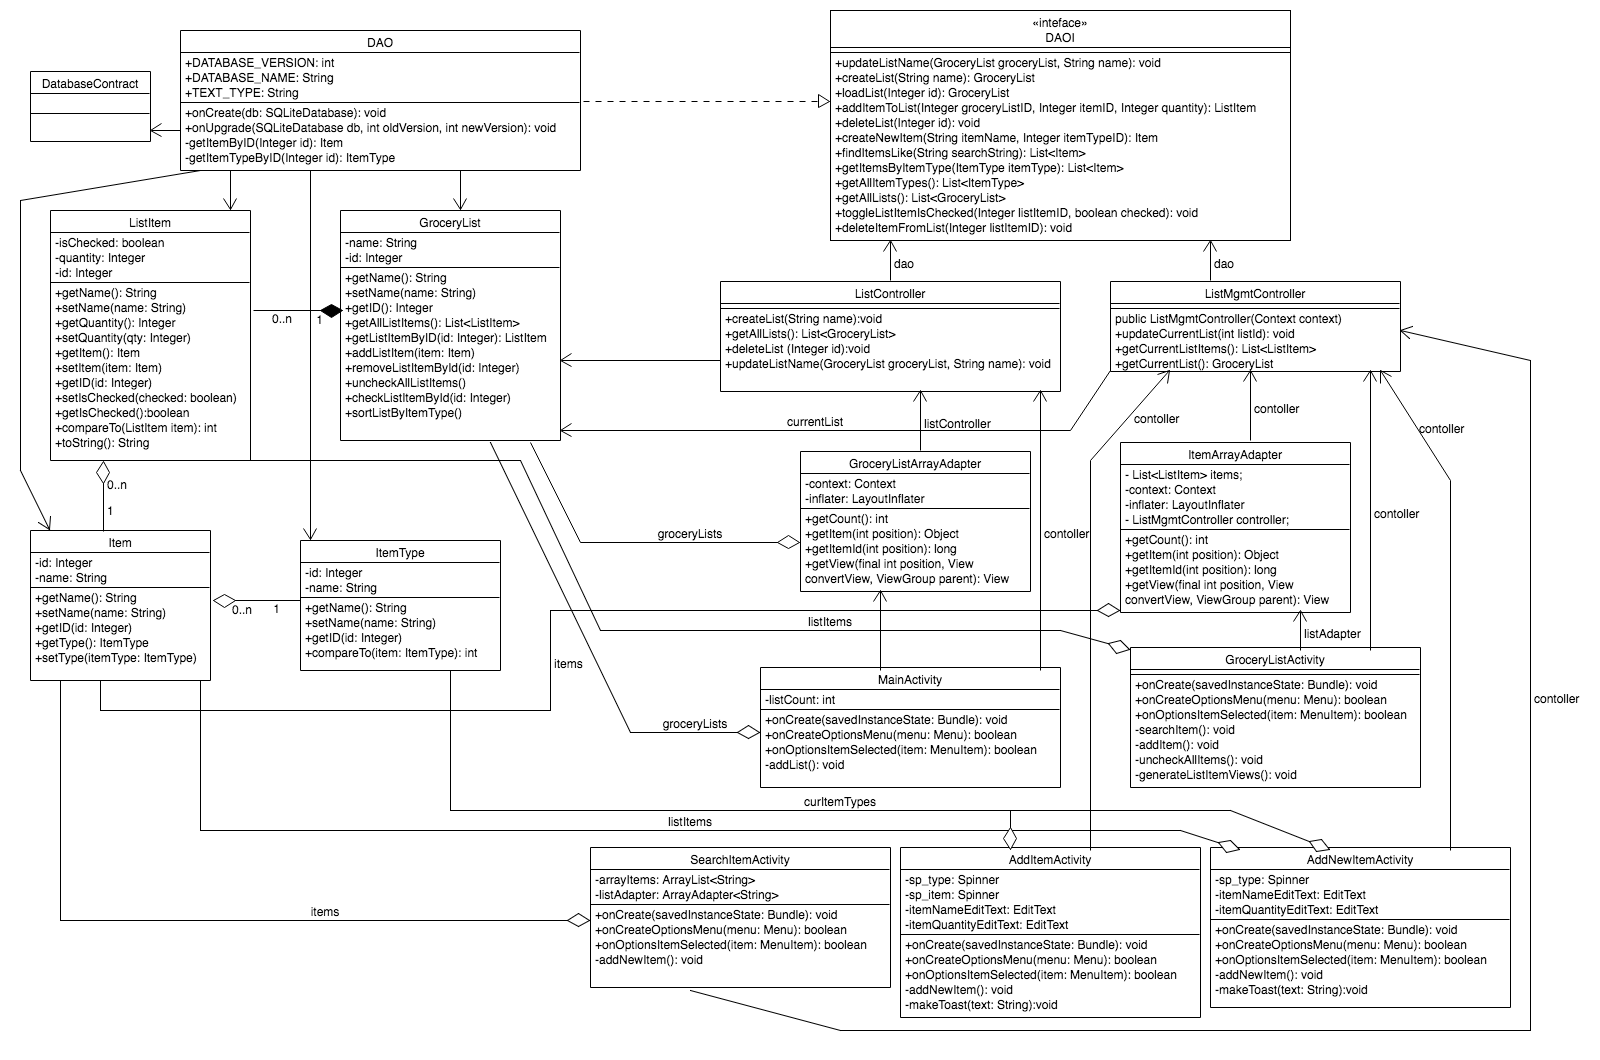 «inteface»
DAOI
+updateListName(GroceryList groceryList, String name): void
+createList(String name): GroceryList
+loadList(Integer id): GroceryList
+addItemToList(Integer groceryListID, Integer itemID, Integer quantity): ListItem
+deleteList(Integer id): void
+createNewItem(String itemName, Integer itemTypeID): Item
+findItemsLike(String searchString): List<Item>
+getItemsByItemType(ItemType itemType): List<Item>
+getAllItemTypes(): List<ItemType>
+getAllLists(): List<GroceryList>
+toggleListItemIsChecked(Integer listItemID, boolean checked): void
+deleteItemFromList(Integer listItemID): void
DAO
+DATABASE_VERSION: int
+DATABASE_NAME: String
+TEXT_TYPE: String
+onCreate(db: SQLiteDatabase): void
+onUpgrade(SQLiteDatabase db, int oldVersion, int newVersion): void
-getItemByID(Integer id): Item
-getItemTypeByID(Integer id): ItemType
DatabaseContract
ListItem
-isChecked: boolean
-quantity: Integer
-id: Integer
+getName(): String
+setName(name: String)
+getQuantity(): Integer
+setQuantity(qty: Integer)
+getItem(): Item
+setItem(item: Item)
+getID(id: Integer)
+setIsChecked(checked: boolean)
+getIsChecked():boolean
+compareTo(ListItem item): int
+toString(): String
0..n
1
GroceryList
-name: String
-id: Integer
+getName(): String
+setName(name: String)
+getID(): Integer
+getAllListItems(): List<ListItem>
+getListItemByID(id: Integer): ListItem
+addListItem(item: Item)
+removeListItemById(id: Integer)
+uncheckAllListItems()
+checkListItemById(id: Integer)
+sortListByItemType()
dao
dao
ListController
+createList(String name):void
+getAllLists(): List<GroceryList>
+deleteList (Integer id):void
+updateListName(GroceryList groceryList, String name): void
ListMgmtController
public ListMgmtController(Context context)
+updateCurrentList(int listId): void
+getCurrentListItems(): List<ListItem>
+getCurrentList(): GroceryList
currentList
listController
contoller
contoller
contoller
GroceryListArrayAdapter
-context: Context
-inflater: LayoutInflater
+getCount(): int
+getItem(int position): Object
+getItemId(int position): long
+getView(final int position, View
convertView, ViewGroup parent): View
ItemArrayAdapter
- List<ListItem> items;
-context: Context
-inflater: LayoutInflater
- ListMgmtController controller;
+getCount(): int
+getItem(int position): Object
+getItemId(int position): long
+getView(final int position, View
convertView, ViewGroup parent): View
0..n
1
contoller
contoller
groceryLists
Item
-id: Integer
-name: String
+getName(): String
+setName(name: String)
+getID(id: Integer)
+getType(): ItemType
+setType(itemType: ItemType)
0..n
1
ItemType
-id: Integer
-name: String
+getName(): String
+setName(name: String)
+getID(id: Integer)
+compareTo(item: ItemType): int
listItems
listAdapter
items
MainActivity
-listCount: int
+onCreate(savedInstanceState: Bundle): void
+onCreateOptionsMenu(menu: Menu): boolean
+onOptionsItemSelected(item: MenuItem): boolean
-addList(): void
GroceryListActivity
+onCreate(savedInstanceState: Bundle): void
+onCreateOptionsMenu(menu: Menu): boolean
+onOptionsItemSelected(item: MenuItem): boolean
-searchItem(): void
-addItem(): void
-uncheckAllItems(): void
-generateListItemViews(): void
contoller
groceryLists
curItemTypes
listItems
items
SearchItemActivity
-arrayItems: ArrayList<String>
-listAdapter: ArrayAdapter<String>
+onCreate(savedInstanceState: Bundle): void
+onCreateOptionsMenu(menu: Menu): boolean
+onOptionsItemSelected(item: MenuItem): boolean
-addNewItem(): void
AddItemActivity
-sp_type: Spinner
-sp_item: Spinner
-itemNameEditText: EditText
-itemQuantityEditText: EditText
+onCreate(savedInstanceState: Bundle): void
+onCreateOptionsMenu(menu: Menu): boolean
+onOptionsItemSelected(item: MenuItem): boolean
-addNewItem(): void
-makeToast(text: String):void
AddNewItemActivity
-sp_type: Spinner
-itemNameEditText: EditText
-itemQuantityEditText: EditText
+onCreate(savedInstanceState: Bundle): void
+onCreateOptionsMenu(menu: Menu): boolean
+onOptionsItemSelected(item: MenuItem): boolean
-addNewItem(): void
-makeToast(text: String):void